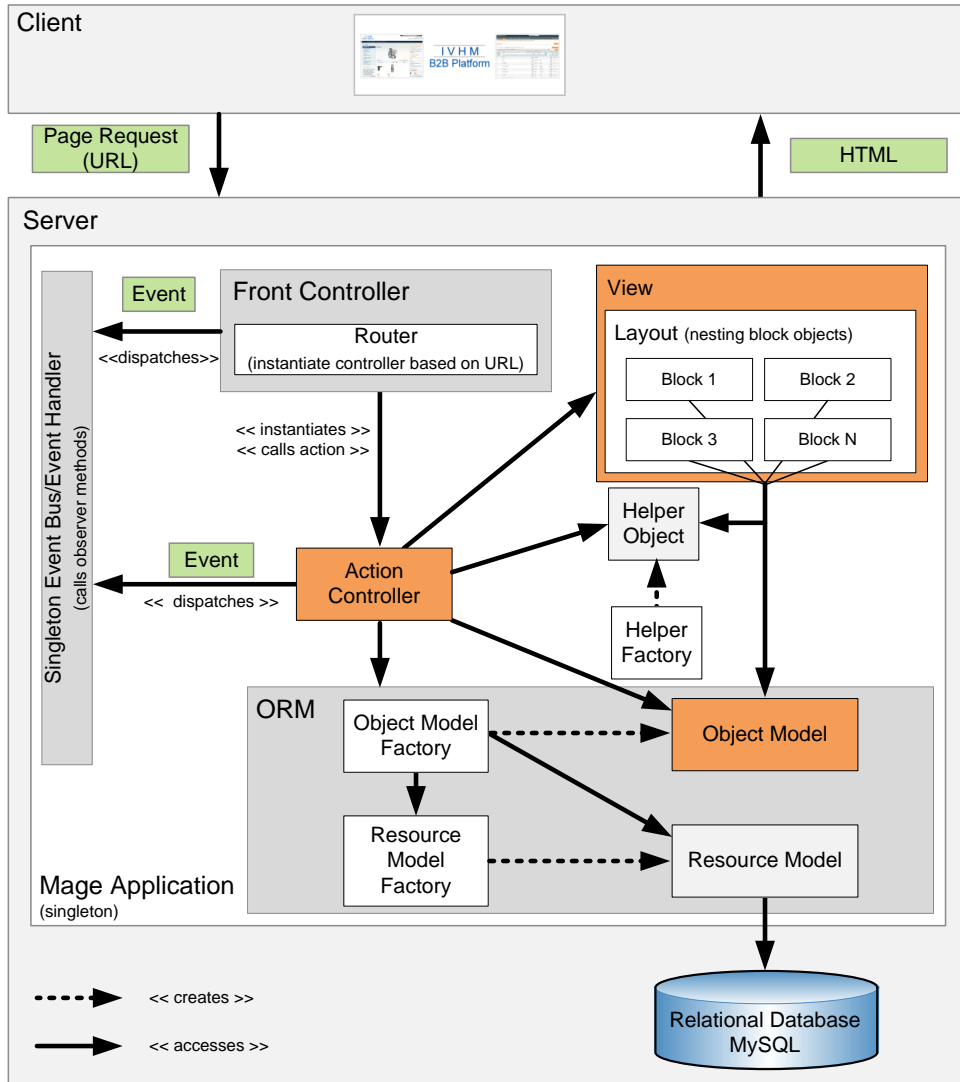 Client
I V H M
B2B Platform
Page Request
(URL)
HTML
Server
Singleton Event Bus/Event Handler
(calls observer methods)
Event
<<dispatches>>
Front Controller
Router
(instantiate controller based on URL)
View
Layout (nesting block objects)
Block 1
Block 2
Block 3
Block N
<< instantiates >>
<< calls action >>
Helper
Object
Event
<< dispatches >>
Action
Controller
Helper
Factory
ORM
Object Model
Factory
Object Model
Resource
Model
Factory
Resource Model
Mage Application
(singleton)
<< creates >>
<< accesses >>
Relational Database
MySQL